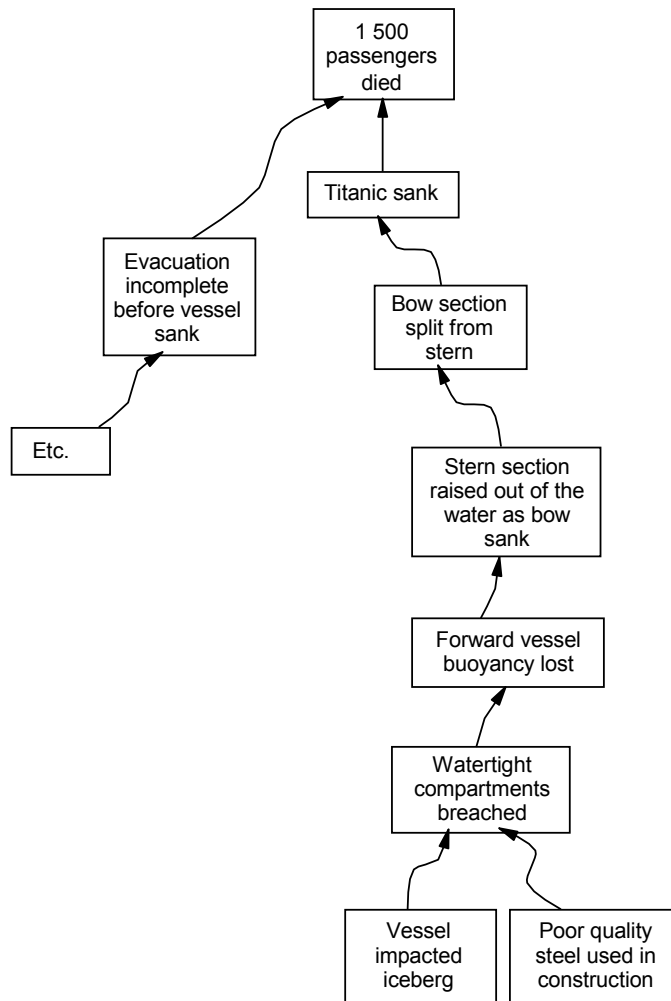 1 500
passengers
died
Titanic sank
Evacuation
incomplete
before vessel
sank
Bow section
split from
stern
Etc.
Stern section
raised out of the
water as bow
sank
Forward vessel
buoyancy lost
Watertight
compartments
breached
Vessel
impacted
iceberg
Poor quality
steel used in
construction